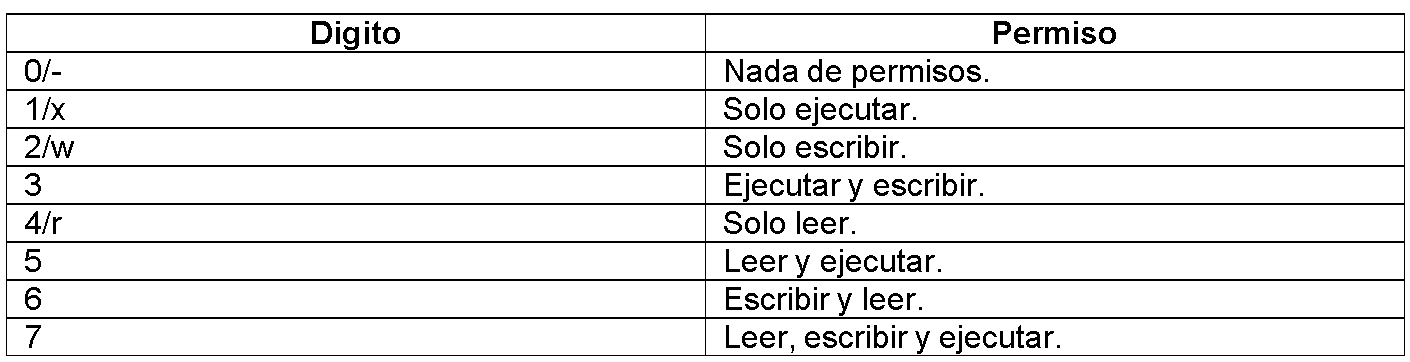 Digito Permiso
0/- Nada de permisos.
1/x Solo ejecutar.
2/w Solo escribir.
3 Ejecutar y escribir.
4/r Solo leer.
5 Leer y ejecutar.
6 Escribir y leer.
7 Leer, escribir y ejecutar.